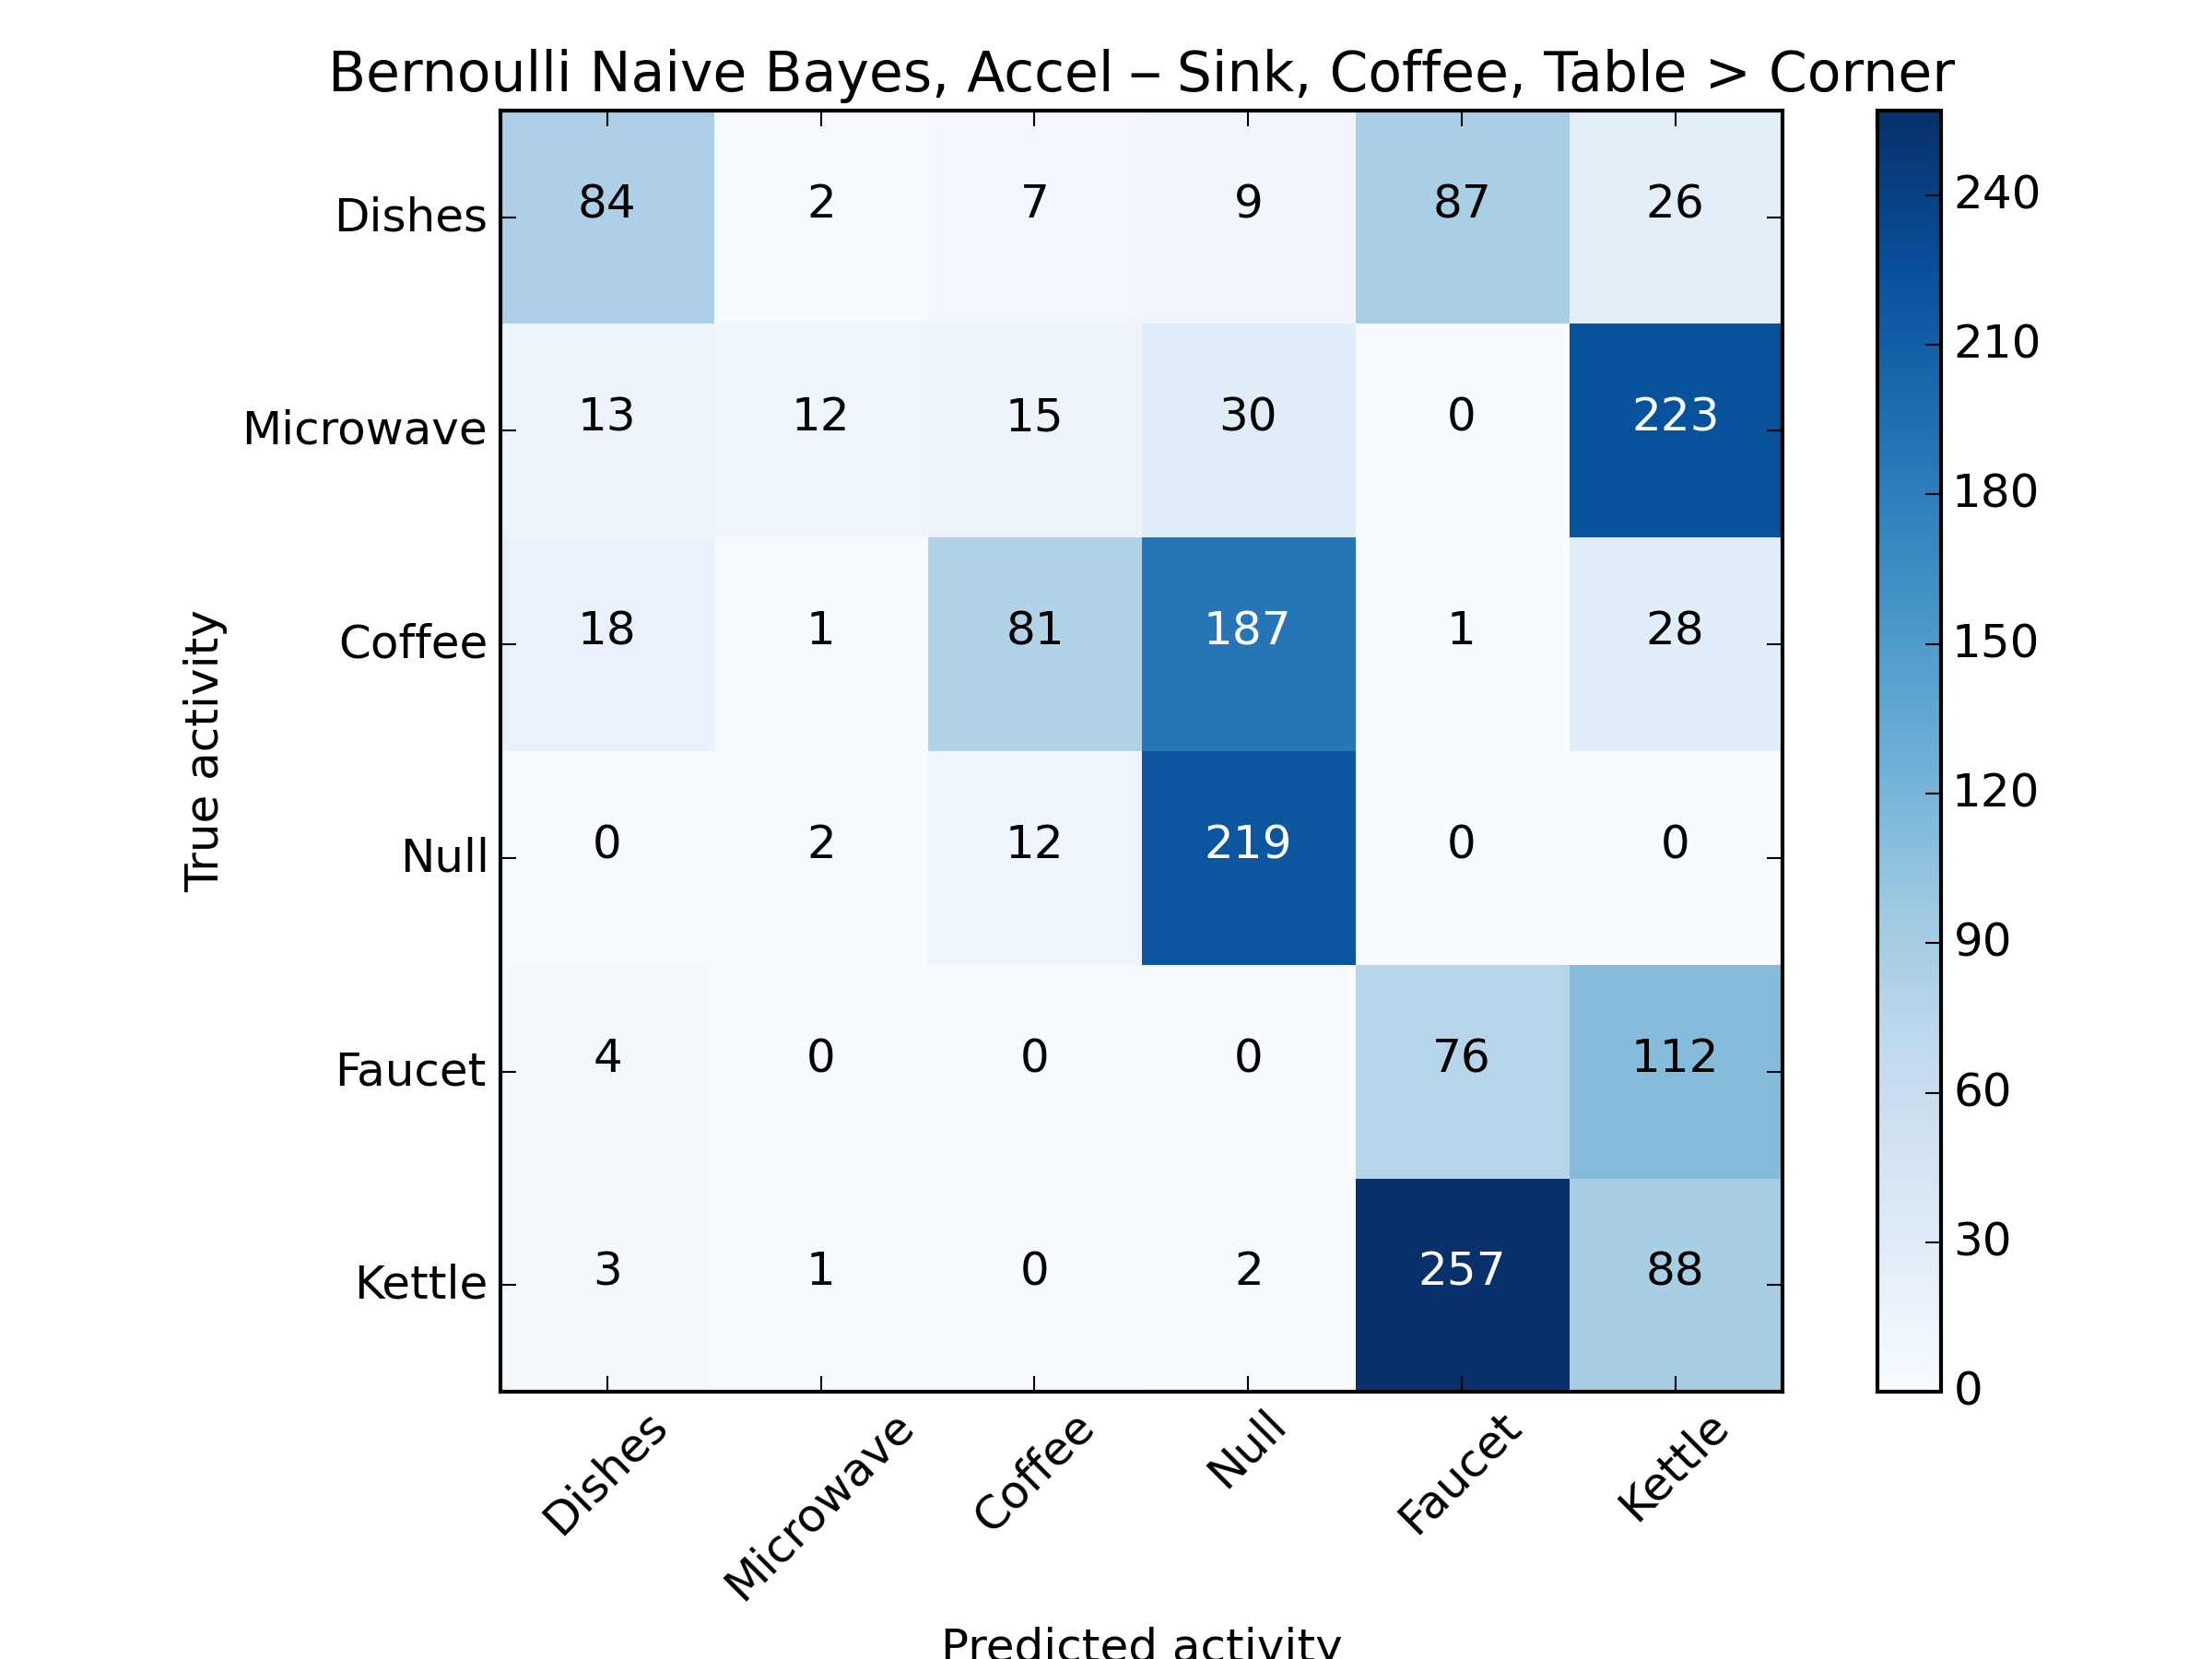 Bernoulli Naive Bayes, Accel – Sink, Coffee, Table > Corner
Dishes 84 2 7 9 87 26
Microwave 13 12 15 30 0 223
Coffee 18 1 81 187 1 28
Null 0 2 12 219 0 0
Faucet 4 0 0 0 76 112
Kettle 3 1 0 2 257 88
True activity
Dishes Microwave Coffee Null Faucet Kettle
Predicted activity
240
210
180
150
120
90
60
30
0